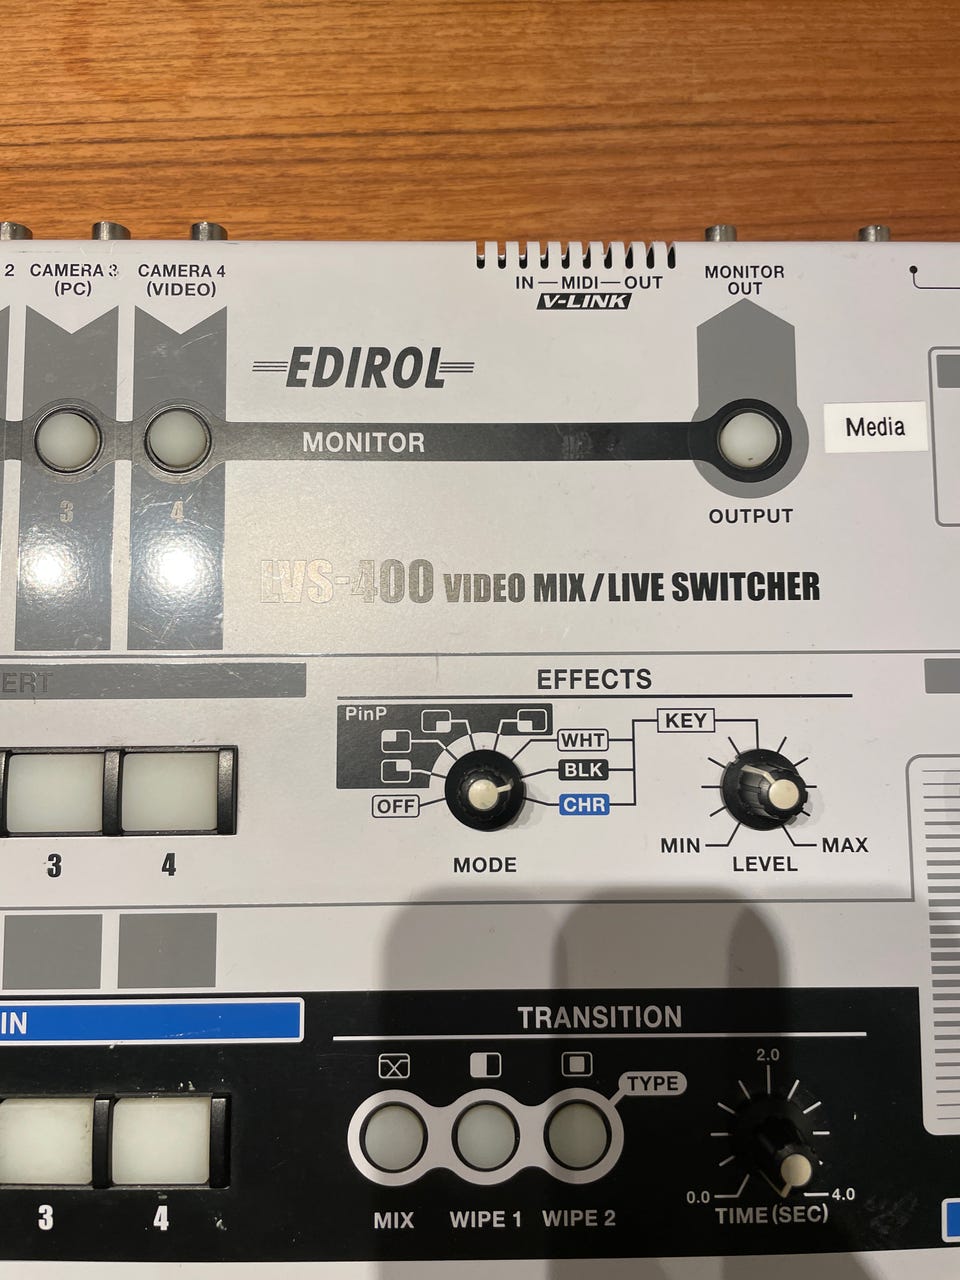 2 CAMERA 3 CAMERA 4
(PC) (VIDEO)
IN MIDI OUT
V-LINK
MONITOR
OUT
EDIROL
MONITOR
Media
3 4
OUTPUT
LVS-400 VIDEO MIX/LIVE SWITCHER
ERT
EFFECTS
PinP
KEY
WHT
BLK
OFF
CHR
MIN
MAX
3 4
MODE
LEVEL
IN
TRANSITION
2.0
TYPE
0.0
4.0
3 4
MIX WIPE 1 WIPE 2
TIME(SEC)